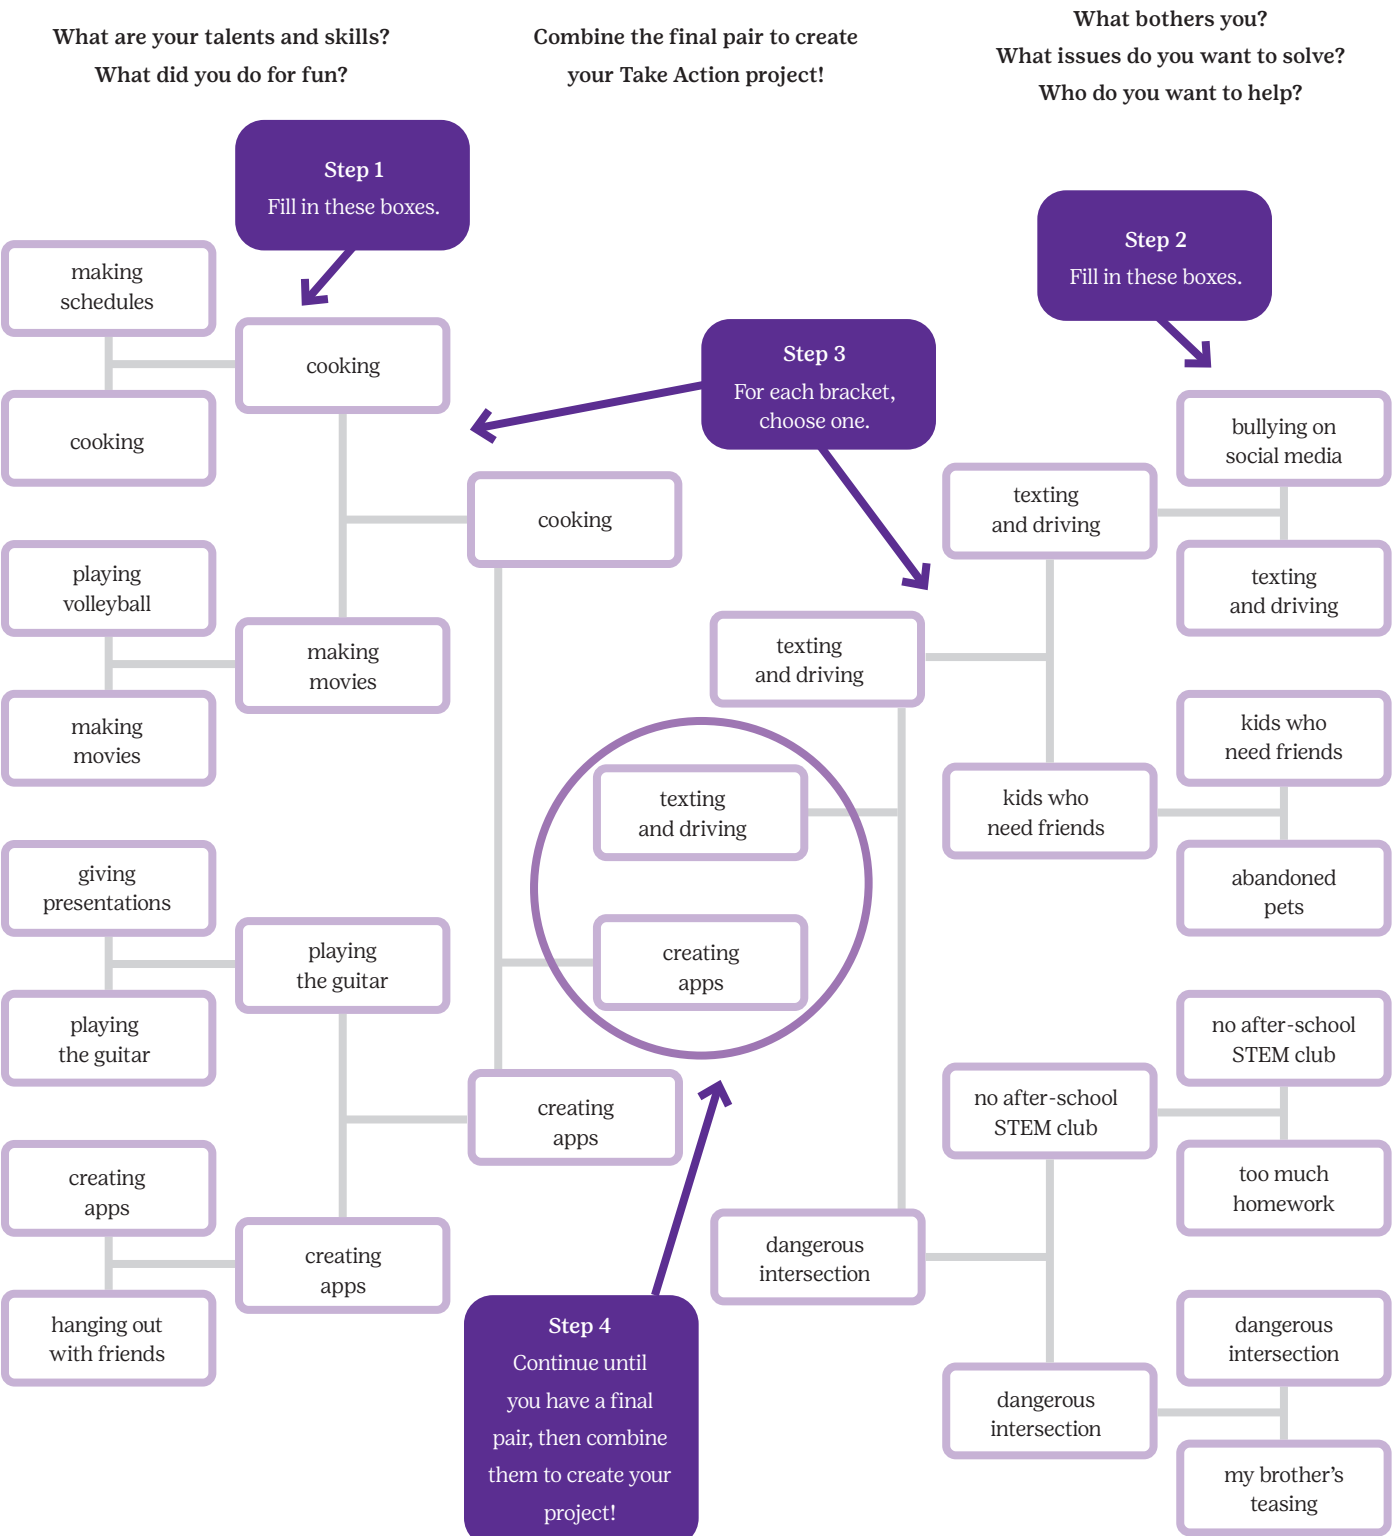 What are your talents and skills?
What did you do for fun?
Combine the final pair to create
your Take Action project!
What bothers you?
What issues do you want to solve?
Who do you want to help?
Step 1
Fill in these boxes.
Step 2
Fill in these boxes.
Step 3
For each bracket,
choose one.
making
schedules
cooking
playing
volleyball
making
movies
giving
presentations
playing
the guitar
creating
apps
hanging out
with friends
cooking
making
movies
playing
the guitar
creating
apps
cooking
creating
apps
texting
and driving
creating
apps
texting
and driving
dangerous
intersection
texting
and driving
kids who
need friends
no after-school
STEM club
dangerous
intersection
bullying on
social media
texting
and driving
kids who
need friends
abandoned
pets
no after-school
STEM club
too much
homework
dangerous
intersection
my brother’s
teasing
Step 4
Continue until
you have a final
pair, then combine
them to create your
project!